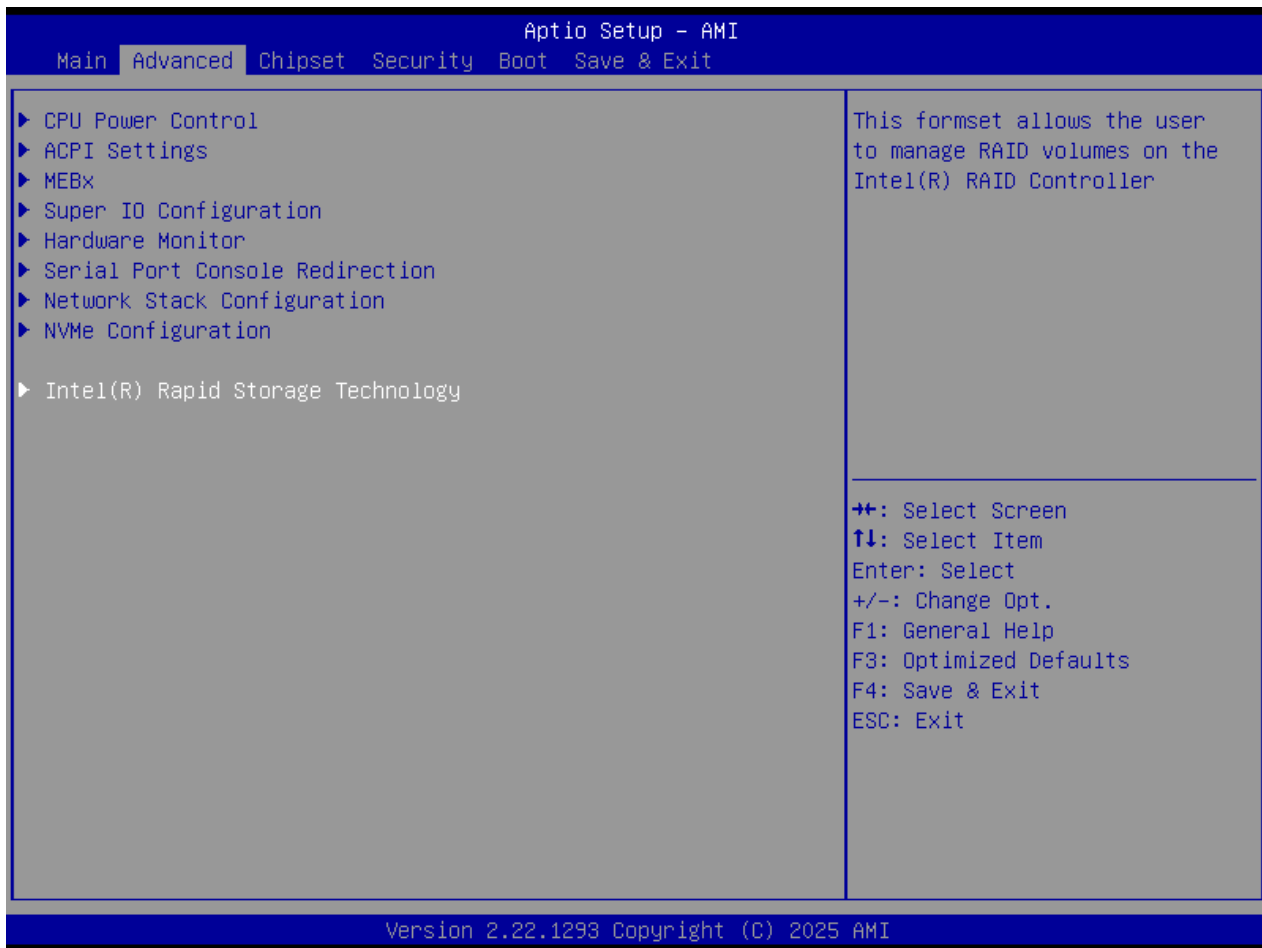 Aptio Setup – AMI
Main Advanced Chipset Security Boot Save & Exit
▶ CPU Power Control
▶ ACPI Settings
▶ MEBx
▶ Super IO Configuration
▶ Hardware Monitor
▶ Serial Port Console Redirection
▶ Network Stack Configuration
▶ NVMe Configuration
▶ Intel(R) Rapid Storage Technology
This formset allows the user
to manage RAID volumes on the
Intel(R) RAID Controller
→←: Select Screen
↑↓: Select Item
Enter: Select
+/-: Change Opt.
F1: General Help
F3: Optimized Defaults
F4: Save & Exit
ESC: Exit
Version 2.22.1293 Copyright (C) 2025 AMI